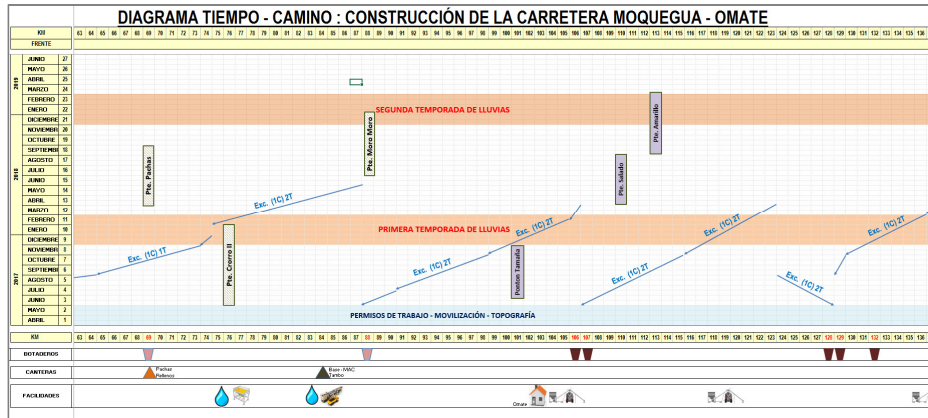 DIAGRAMA TIEMPO - CAMINO : CONSTRUCCIÓN DE LA CARRETERA MOQUEGUA - OMATE
KM 63 64 65 66 67 68 69 70 71 72 73 74 75 76 77 78 79 80 81 82 83 84 85 86 87 88 89 90 91 92 93 94 95 96 97 98 99 100 101 102 103 104 105 106 107 108 109 110 111 112 113 114 115 116 117 118 119 120 121 122 123 124 125 126 127 128 129 130 131 132 133 134 135 136
FRENTE
2019
JUNIO 27
MAYO 26
ABRIL 25
MARZO 24
FEBRERO 23
ENERO 22
SEGUNDA TEMPORADA DE LLUVIAS
2018
DICIEMBRE 21
NOVIEMBR 20
OCTUBRE 19
SEPTIEMBI 18
AGOSTO 17
JULIO 16
JUNIO 15
MAYO 14
ABRIL 13
MARZO 12
FEBRERO 11
ENERO 10
PRIMERA TEMPORADA DE LLUVIAS
2017
DICIEMBRE 9
NOVIEMBR 8
OCTUBRE 7
SEPTIEMBI 6
AGOSTO 5
JULIO 4
JUNIO 3
MAYO 2
ABRIL 1
PERMISOS DE TRABAJO - MOVILIZACIÓN - TOPOGRAFÍA
Pte. Pachas
Pte. Crorro II
Pte. Moro Moro
Ponton Tamaña
Pte. Salado
Pte. Amarillo
Exc. (1C) 1T
Exc. (1C) 2T
Exc. (1C) 2T
Exc. (1C) 2T
Exc. (1C) 2T
Exc. (1C) 2T
Exc. (1C) 2T
Exc. (1C) 2T
KM 63 64 65 66 67 68 69 70 71 72 73 74 75 76 77 78 79 80 81 82 83 84 85 86 87 88 89 90 91 92 93 94 95 96 97 98 99 100 101 102 103 104 105 106 107 108 109 110 111 112 113 114 115 116 117 118 119 120 121 122 123 124 125 126 127 128 129 130 131 132 133 134 135 136
BOTADEROS
CANTERAS
Pachas
Rellenos
Base - MAC
Tambo
FACILIDADES
Omate